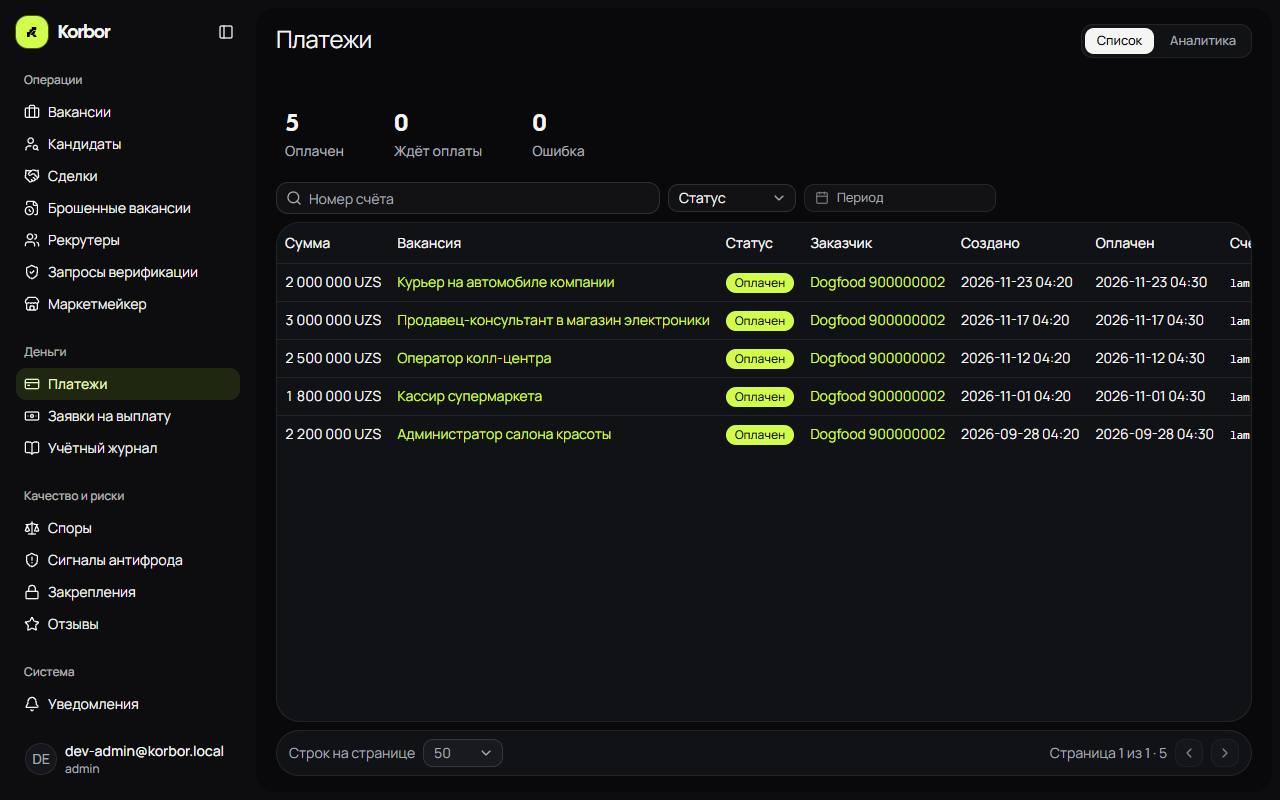 Korbor
Операции
Вакансии
Кандидаты
Сделки
Брошенные вакансии
Рекрутеры
Запросы верификации
Маркетмейкер
Деньги
Платежи
Заявки на выплату
Учётный журнал
Качество и риски
Споры
Сигналы антифрода
Закрепления
Отзывы
Система
Уведомления
DE
dev-admin@korbor.local
admin
Платежи
Список Аналитика
5 0 0
Оплачен Ждёт оплаты Ошибка
Номер счёта Статус Период
Сумма Вакансия Статус Заказчик Создано Оплачен
2 000 000 UZS Курьер на автомобиле компании Оплачен Dogfood 900000002 2026-11-23 04:20 2026-11-23 04:30
3 000 000 UZS Продавец-консультант в магазин электроники Оплачен Dogfood 900000002 2026-11-17 04:20 2026-11-17 04:30
2 500 000 UZS Оператор колл-центра Оплачен Dogfood 900000002 2026-11-12 04:20 2026-11-12 04:30
1 800 000 UZS Кассир супермаркета Оплачен Dogfood 900000002 2026-11-01 04:20 2026-11-01 04:30
2 200 000 UZS Администратор салона красоты Оплачен Dogfood 900000002 2026-09-28 04:20 2026-09-28 04:30
Строк на странице 50 Страница 1 из 1 · 5